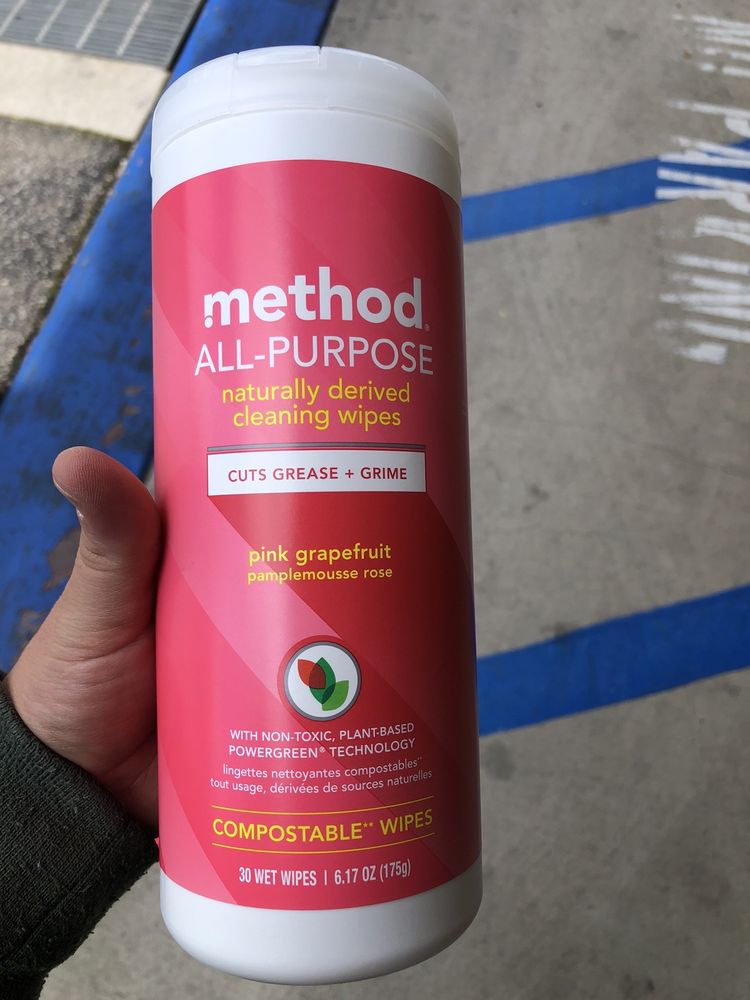 method®
ALL-PURPOSE
naturally derived
cleaning wipes
CUTS GREASE + GRIME
pink grapefruit
pamplemousse rose
WITH NON-TOXIC, PLANT-BASED
POWERGREEN® TECHNOLOGY
lingettes nettoyantes compostables**
tout usage, dérivées de sources naturelles
COMPOSTABLE** WIPES
30 WET WIPES | 6.17 OZ (175g)